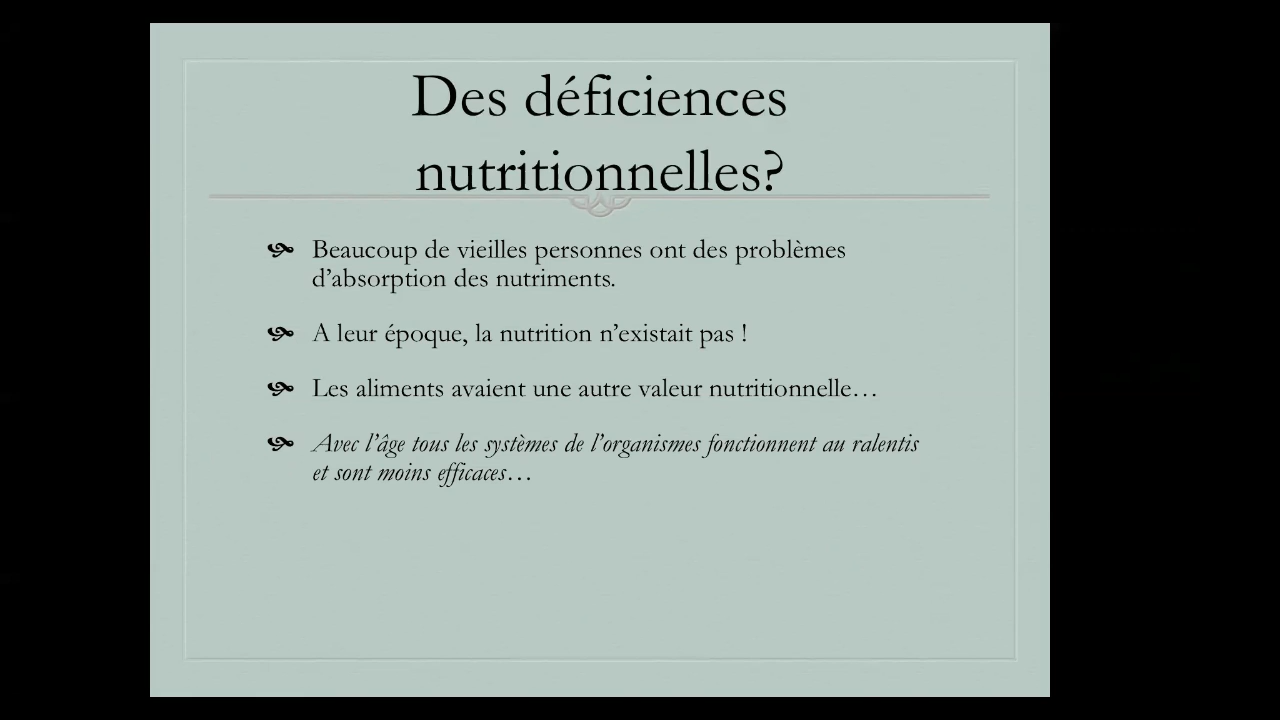 Des déficiences
nutritionnelles?
Beaucoup de vieilles personnes ont des problèmes
d’absorption des nutriments.
A leur époque, la nutrition n’existait pas !
Les aliments avaient une autre valeur nutritionnelle…
Avec l’âge tous les systèmes de l’organismes fonctionnent au ralentis
et sont moins efficaces…